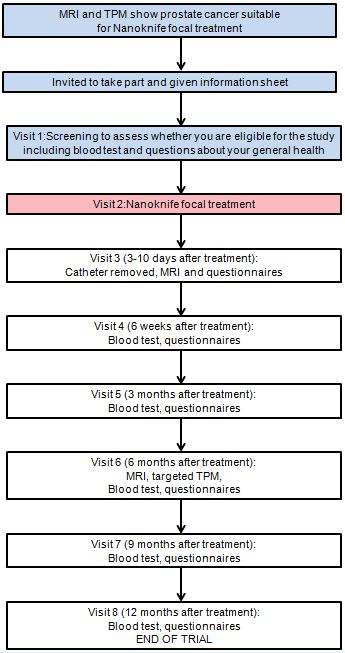 MRI and TPM show prostate cancer suitable
for Nanoknife focal treatment
Invited to take part and given information sheet
Visit 1:Screening to assess whether you are eligible for the study
including blood test and questions about your general health
Visit 2:Nanoknife focal treatment
Visit 3 (3-10 days after treatment):
Catheter removed, MRI and questionnaires
Visit 4 (6 weeks after treatment):
Blood test, questionnaires
Visit 5 (3 months after treatment):
Blood test, questionnaires
Visit 6 (6 months after treatment):
MRI, targeted TPM,
Blood test, questionnaires
Visit 7 (9 months after treatment):
Blood test, questionnaires
Visit 8 (12 months after treatment):
Blood test, questionnaires
END OF TRIAL